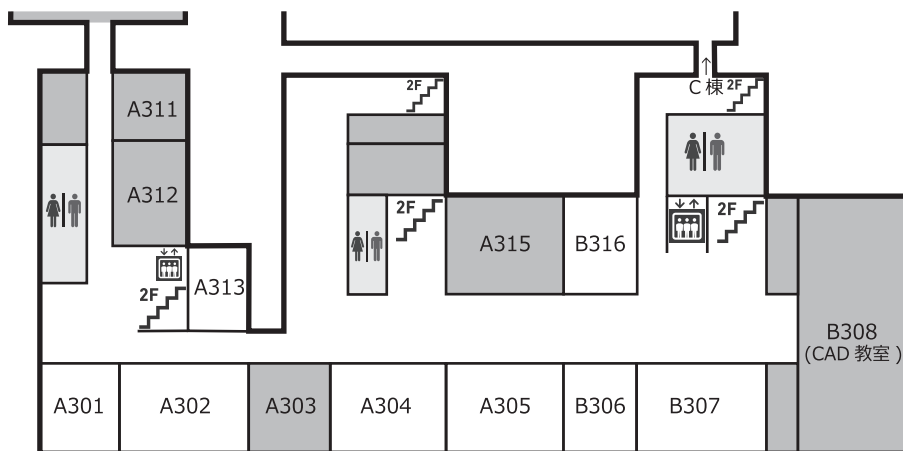 2F
↑
C 棟
2F
A311
A312
2F
2F
A315
B316
A313
2F
B308
(CAD 教室 )
A301
A302
A303
A304
A305
B306
B307